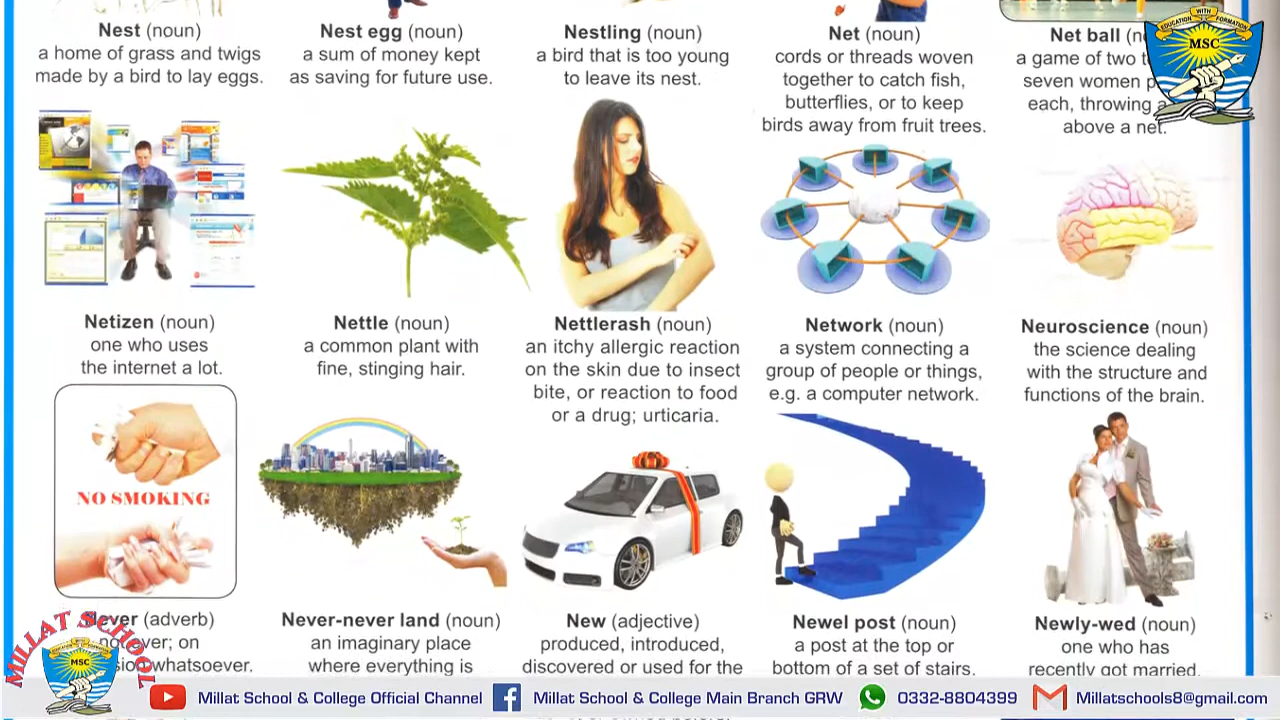 Nest (noun)
a home of grass and twigs
made by a bird to lay eggs.
Nest egg (noun)
a sum of money kept
as saving for future use.
Nestling (noun)
a bird that is too young
to leave its nest.
Net (noun)
cords or threads woven
together to catch fish,
butterflies, or to keep
birds away from fruit trees.
Net ball
a game of two
seven women
each, throwing
above a net.
EDUCATION WITH FORMATION
MSC
Netizen (noun)
one who uses
the internet a lot.
Nettle (noun)
a common plant with
fine, stinging hair.
Nettlerash (noun)
an itchy allergic reaction
on the skin due to insect
bite, or reaction to food
or a drug; urticaria.
Network (noun)
a system connecting a
group of people or things,
e.g. a computer network.
Neuroscience (noun)
the science dealing
with the structure and
functions of the brain.
NO SMOKING
Never (adverb)
ever; on
whatsoever.
Never-never land (noun)
an imaginary place
where everything is
New (adjective)
produced, introduced,
discovered or used for the
Newel post (noun)
a post at the top or
bottom of a set of stairs.
Newly-wed (noun)
one who has
recently got married.
MILLAT SCHOOL
MSC
Millat School & College Official Channel
Millat School & College Main Branch GRW
0332-8804399
Millatschools8@gmail.com